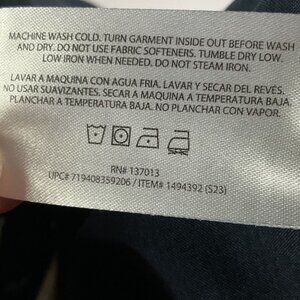 MACHINE WASH COLD. TURN GARMENT INSIDE OUT BEFORE WASH
AND DRY. DO NOT USE FABRIC SOFTENERS. TUMBLE DRY LOW.
LOW IRON WHEN NEEDED. DO NOT STEAM IRON.
LAVAR A MAQUINA CON AGUA FRIA. LAVAR Y SECAR DEL REVÉS.
NO USAR SUAVIZANTES. SECAR A MAQUINA A TEMPERATURA BAJA.
PLANCHAR A TEMPERATURA BAJA. NO PLANCHAR CON VAPOR.
RN# 137013
UPC# 719408359206 / ITEM# 1494392 (S23)